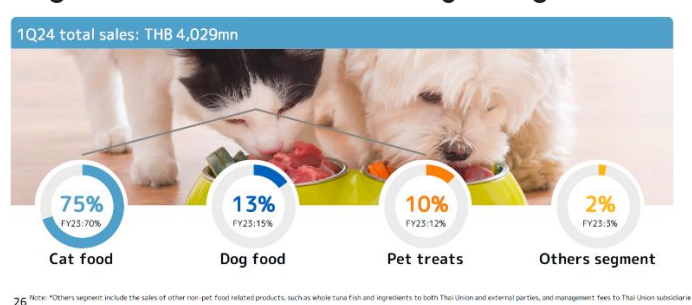 1Q24 total sales: THB 4,029mn
75%
FY23:70%
Cat food
13%
FY23:15%
Dog food
10%
FY23:12%
Pet treats
2%
FY23:3%
Others segment
26 Note: *Others segment include the sales of other non-pet food related products, such as whole tuna fish and ingredients to both Thai Union and external parties, and management fees to Thai Union subsidiarie